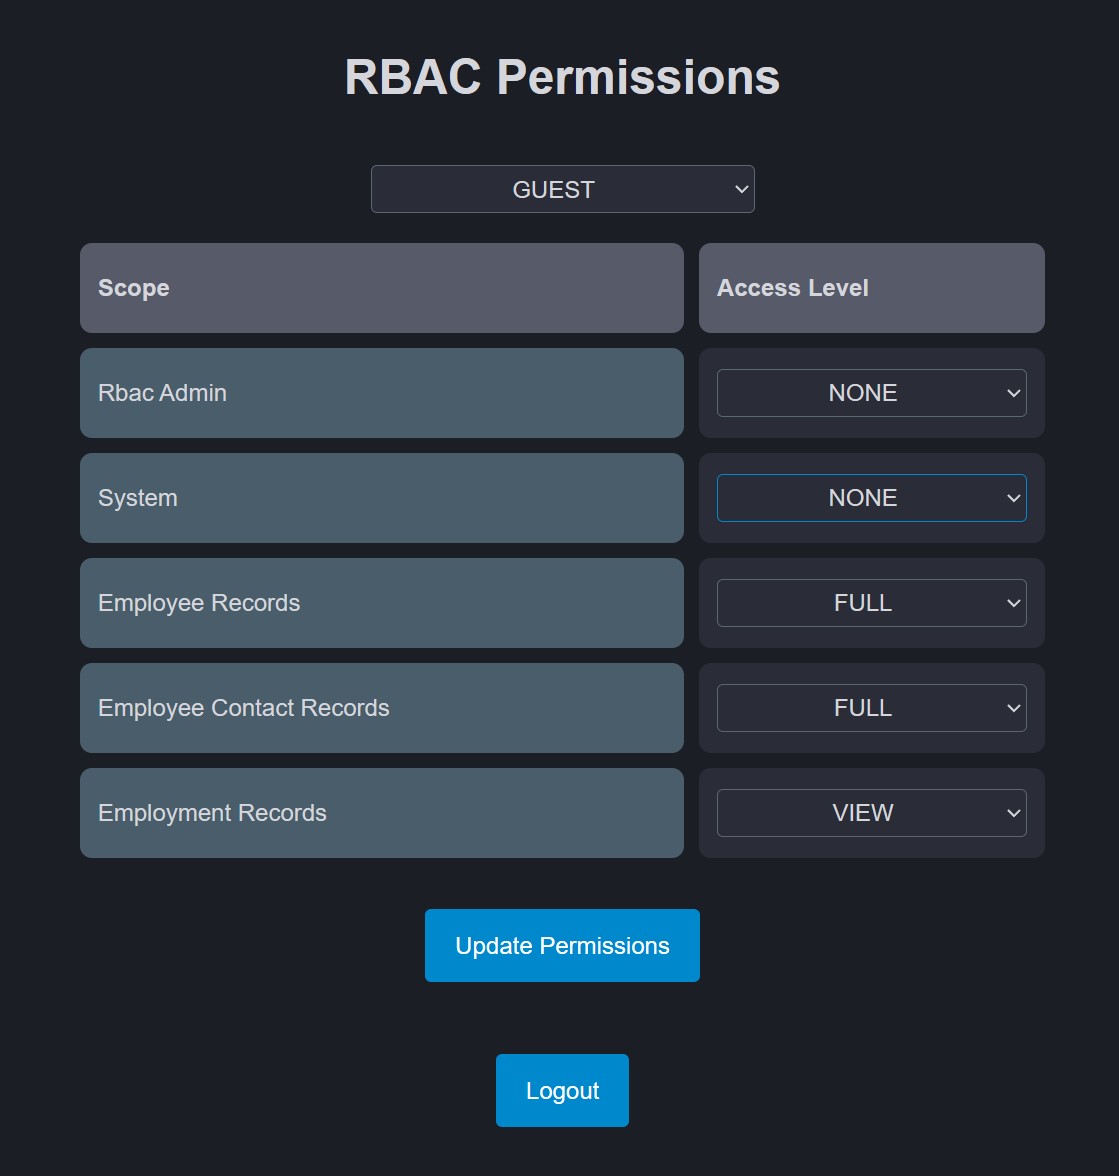 RBAC Permissions
GUEST
Scope Access Level
Rbac Admin NONE
System NONE
Employee Records FULL
Employee Contact Records FULL
Employment Records VIEW
Update Permissions
Logout